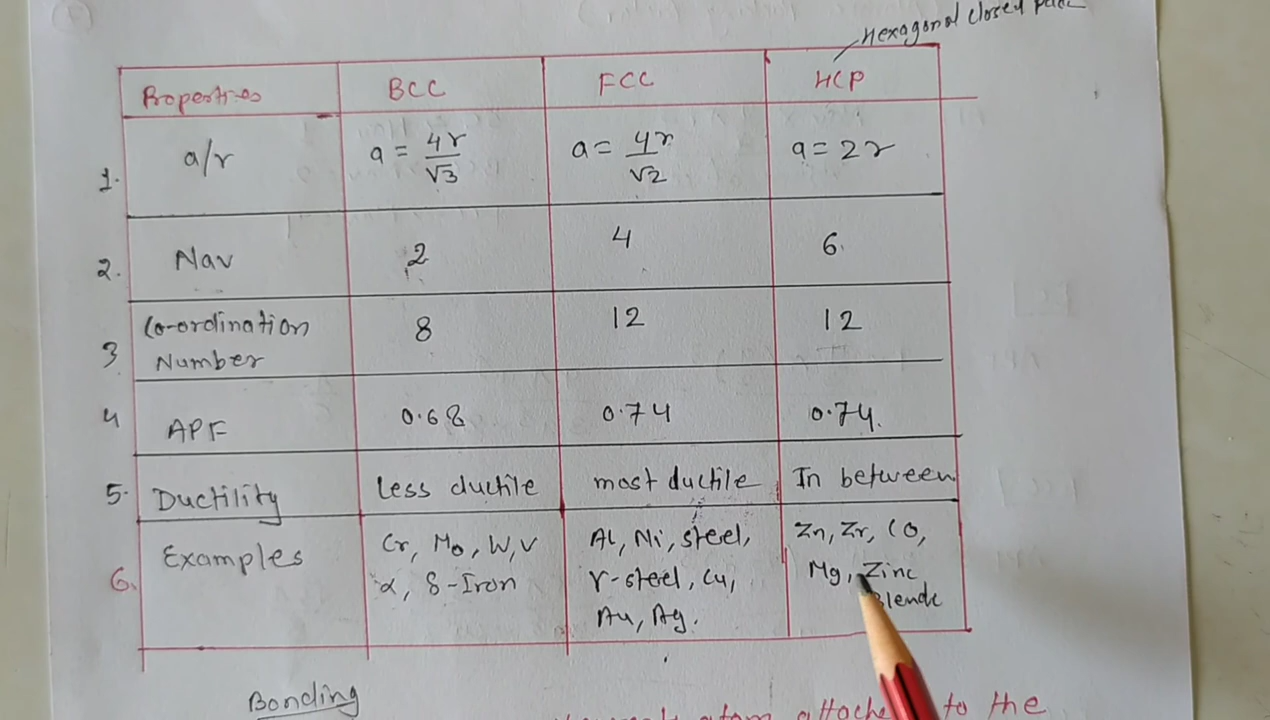 Hexagonal closed
Properties BCC FCC HCP
1. a/r a = 4r/√3 a = 4r/√2 a = 2r
2. Nav 2 4 6.
3 Co-ordination Number 8 12 12
4 APF 0.68 0.74 0.74.
5. Ductility Less ductile most ductile In between
6. Examples Cr, Mo, W, V Al, Ni, steel, Zn, Zr, CO,
α, δ-Iron γ-steel, Cu, Mg, Zinc
Au, Ag. Blende
Bonding
atom attache to the